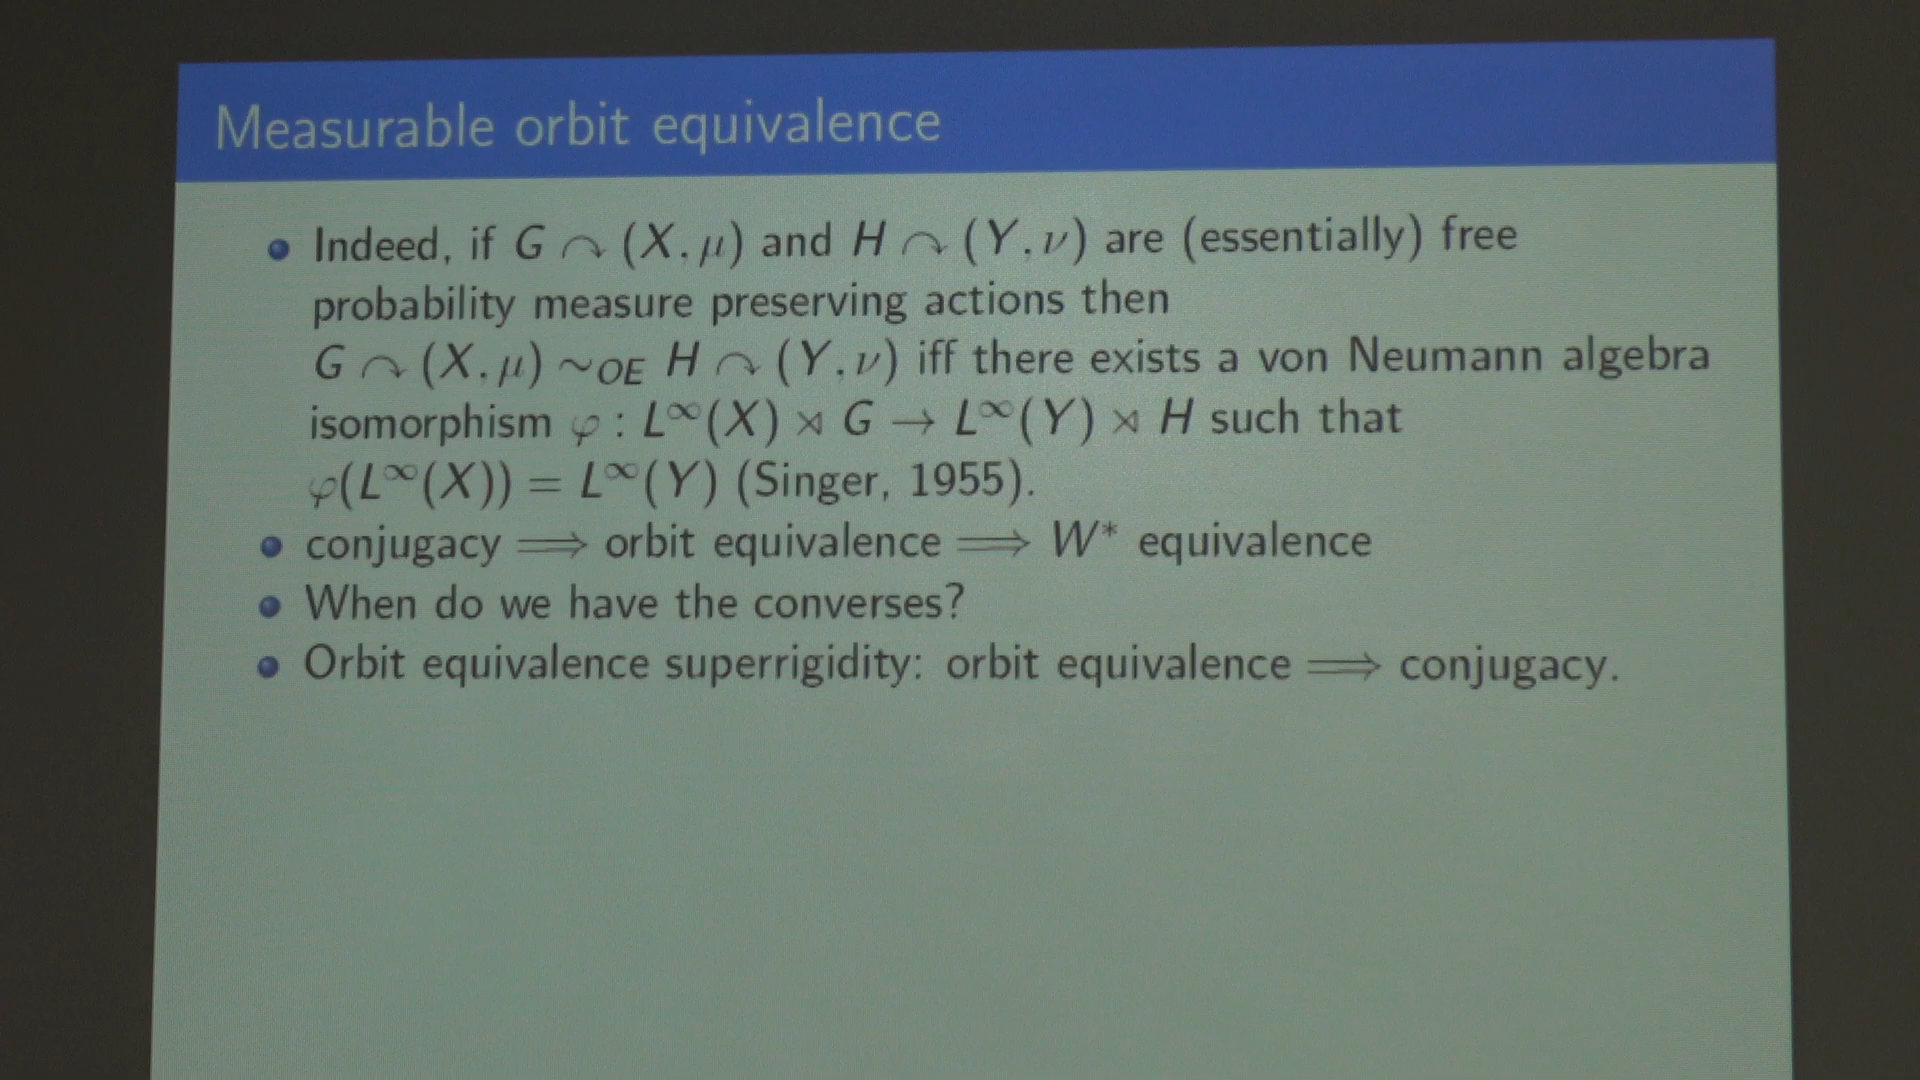 Measurable orbit equivalence
Indeed, if G ↷ (X, μ) and H ↷ (Y, ν) are (essentially) free
probability measure preserving actions then
G ↷ (X, μ) ∼OE H ↷ (Y, ν) iff there exists a von Neumann algebra
isomorphism φ : L∞(X) ⋊ G → L∞(Y) ⋊ H such that
φ(L∞(X)) = L∞(Y) (Singer, 1955).
conjugacy ⟹ orbit equivalence ⟹ W* equivalence
When do we have the converses?
Orbit equivalence superrigidity: orbit equivalence ⟹ conjugacy.